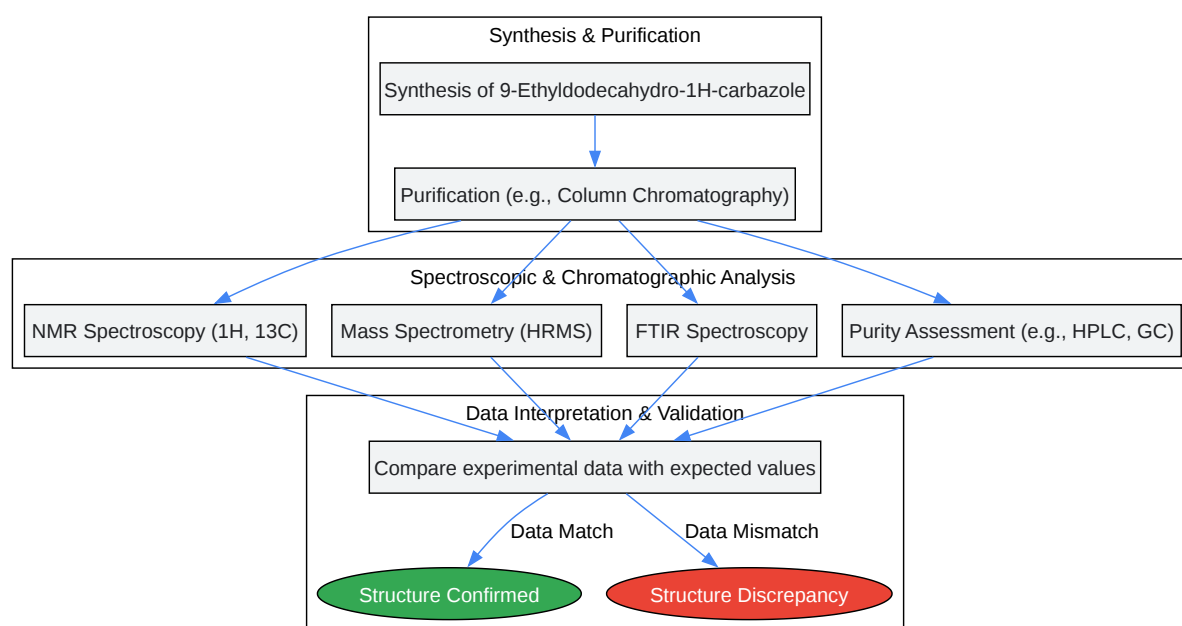 Synthesis & Purification
Synthesis of 9-Ethyldodecahydro-1H-carbazole
Purification (e.g., Column Chromatography)
Spectroscopic & Chromatographic Analysis
NMR Spectroscopy (1H, 13C)
Mass Spectrometry (HRMS)
FTIR Spectroscopy
Purity Assessment (e.g., HPLC, GC)
Data Interpretation & Validation
Compare experimental data with expected values
Data Match
Data Mismatch
Structure Confirmed
Structure Discrepancy